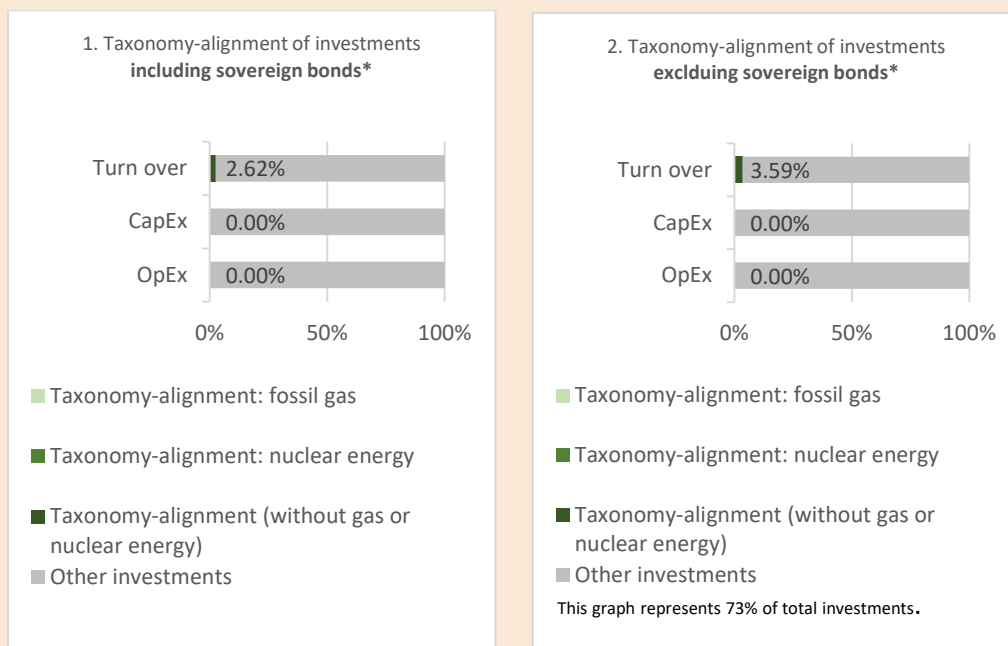 1. Taxonomy-alignment of investments
including sovereign bonds*
Turn over
2.62%
CapEx
0.00%
OpEx
0.00%
0%
50%
100%
Taxonomy-alignment: fossil gas
Taxonomy-alignment: nuclear energy
Taxonomy-alignment (without gas or
nuclear energy)
Other investments
2. Taxonomy-alignment of investments
exclduing sovereign bonds*
Turn over
3.59%
CapEx
0.00%
OpEx
0.00%
0%
50%
100%
Taxonomy-alignment: fossil gas
Taxonomy-alignment: nuclear energy
Taxonomy-alignment (without gas or
nuclear energy)
Other investments
This graph represents 73% of total investments.